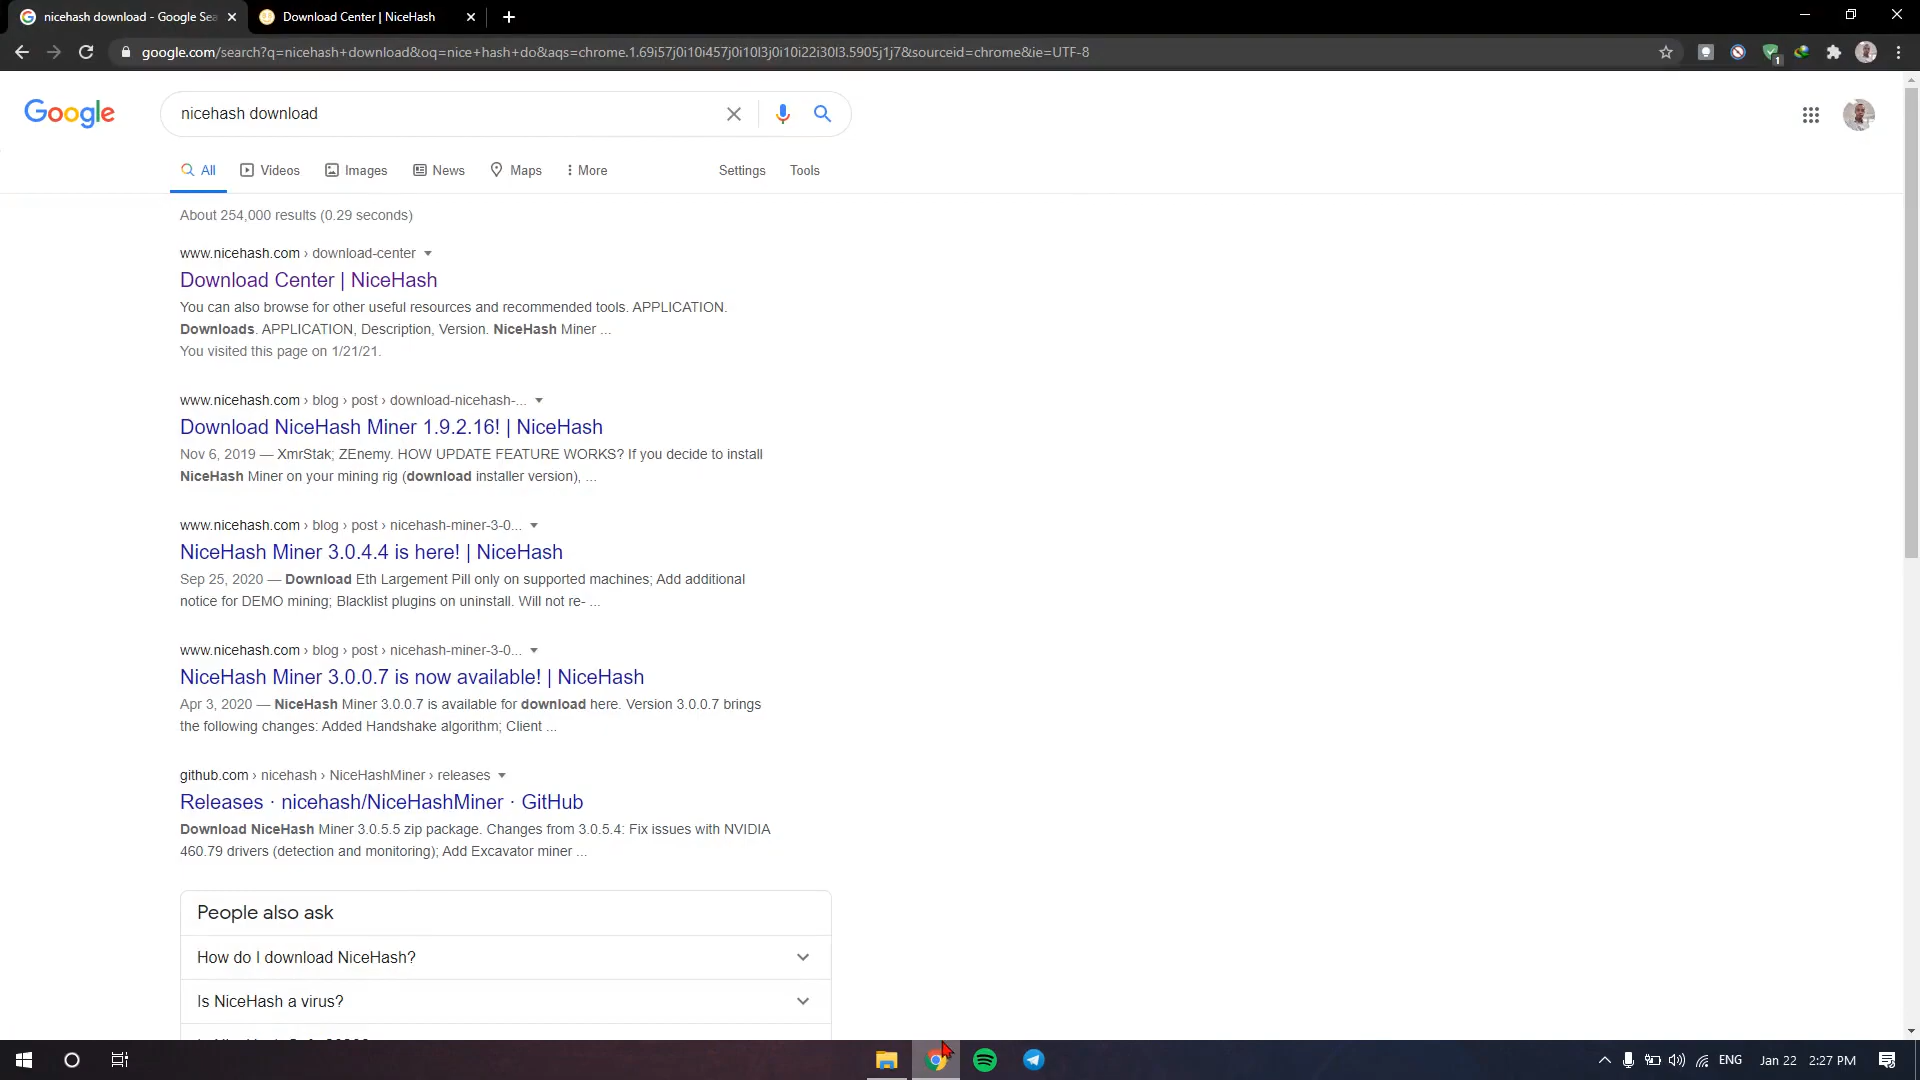 nicehash download - Google Sea
Download Center | NiceHash
google.com/search?q=nicehash+download&oq=nice+hash+do&aqs=chrome.1.69i57j0i10i457j0i10l3j0i10i22i30l3.5905j1j7&sourceid=chrome&ie=UTF-8
1
Google
nicehash download
All
Videos
Images
News
Maps
More
Settings
Tools
About 254,000 results (0.29 seconds)
www.nicehash.com › download-center
Download Center | NiceHash
You can also browse for other useful resources and recommended tools. APPLICATION.
Downloads. APPLICATION, Description, Version. NiceHash Miner ...
You visited this page on 1/21/21.
www.nicehash.com › blog › post › download-nicehash-...
Download NiceHash Miner 1.9.2.16! | NiceHash
Nov 6, 2019 — XmrStak; ZEnemy. HOW UPDATE FEATURE WORKS? If you decide to install
NiceHash Miner on your mining rig (download installer version), ...
www.nicehash.com › blog › post › nicehash-miner-3-0...
NiceHash Miner 3.0.4.4 is here! | NiceHash
Sep 25, 2020 — Download Eth Largement Pill only on supported machines; Add additional
notice for DEMO mining; Blacklist plugins on uninstall. Will not re- ...
www.nicehash.com › blog › post › nicehash-miner-3-0...
NiceHash Miner 3.0.0.7 is now available! | NiceHash
Apr 3, 2020 — NiceHash Miner 3.0.0.7 is available for download here. Version 3.0.0.7 brings
the following changes: Added Handshake algorithm; Client ...
github.com › nicehash › NiceHashMiner › releases
Releases · nicehash/NiceHashMiner · GitHub
Download NiceHash Miner 3.0.5.5 zip package. Changes from 3.0.5.4: Fix issues with NVIDIA
460.79 drivers (detection and monitoring); Add Excavator miner ...
People also ask
How do I download NiceHash?
Is NiceHash a virus?
ENG
Jan 22
2:27 PM